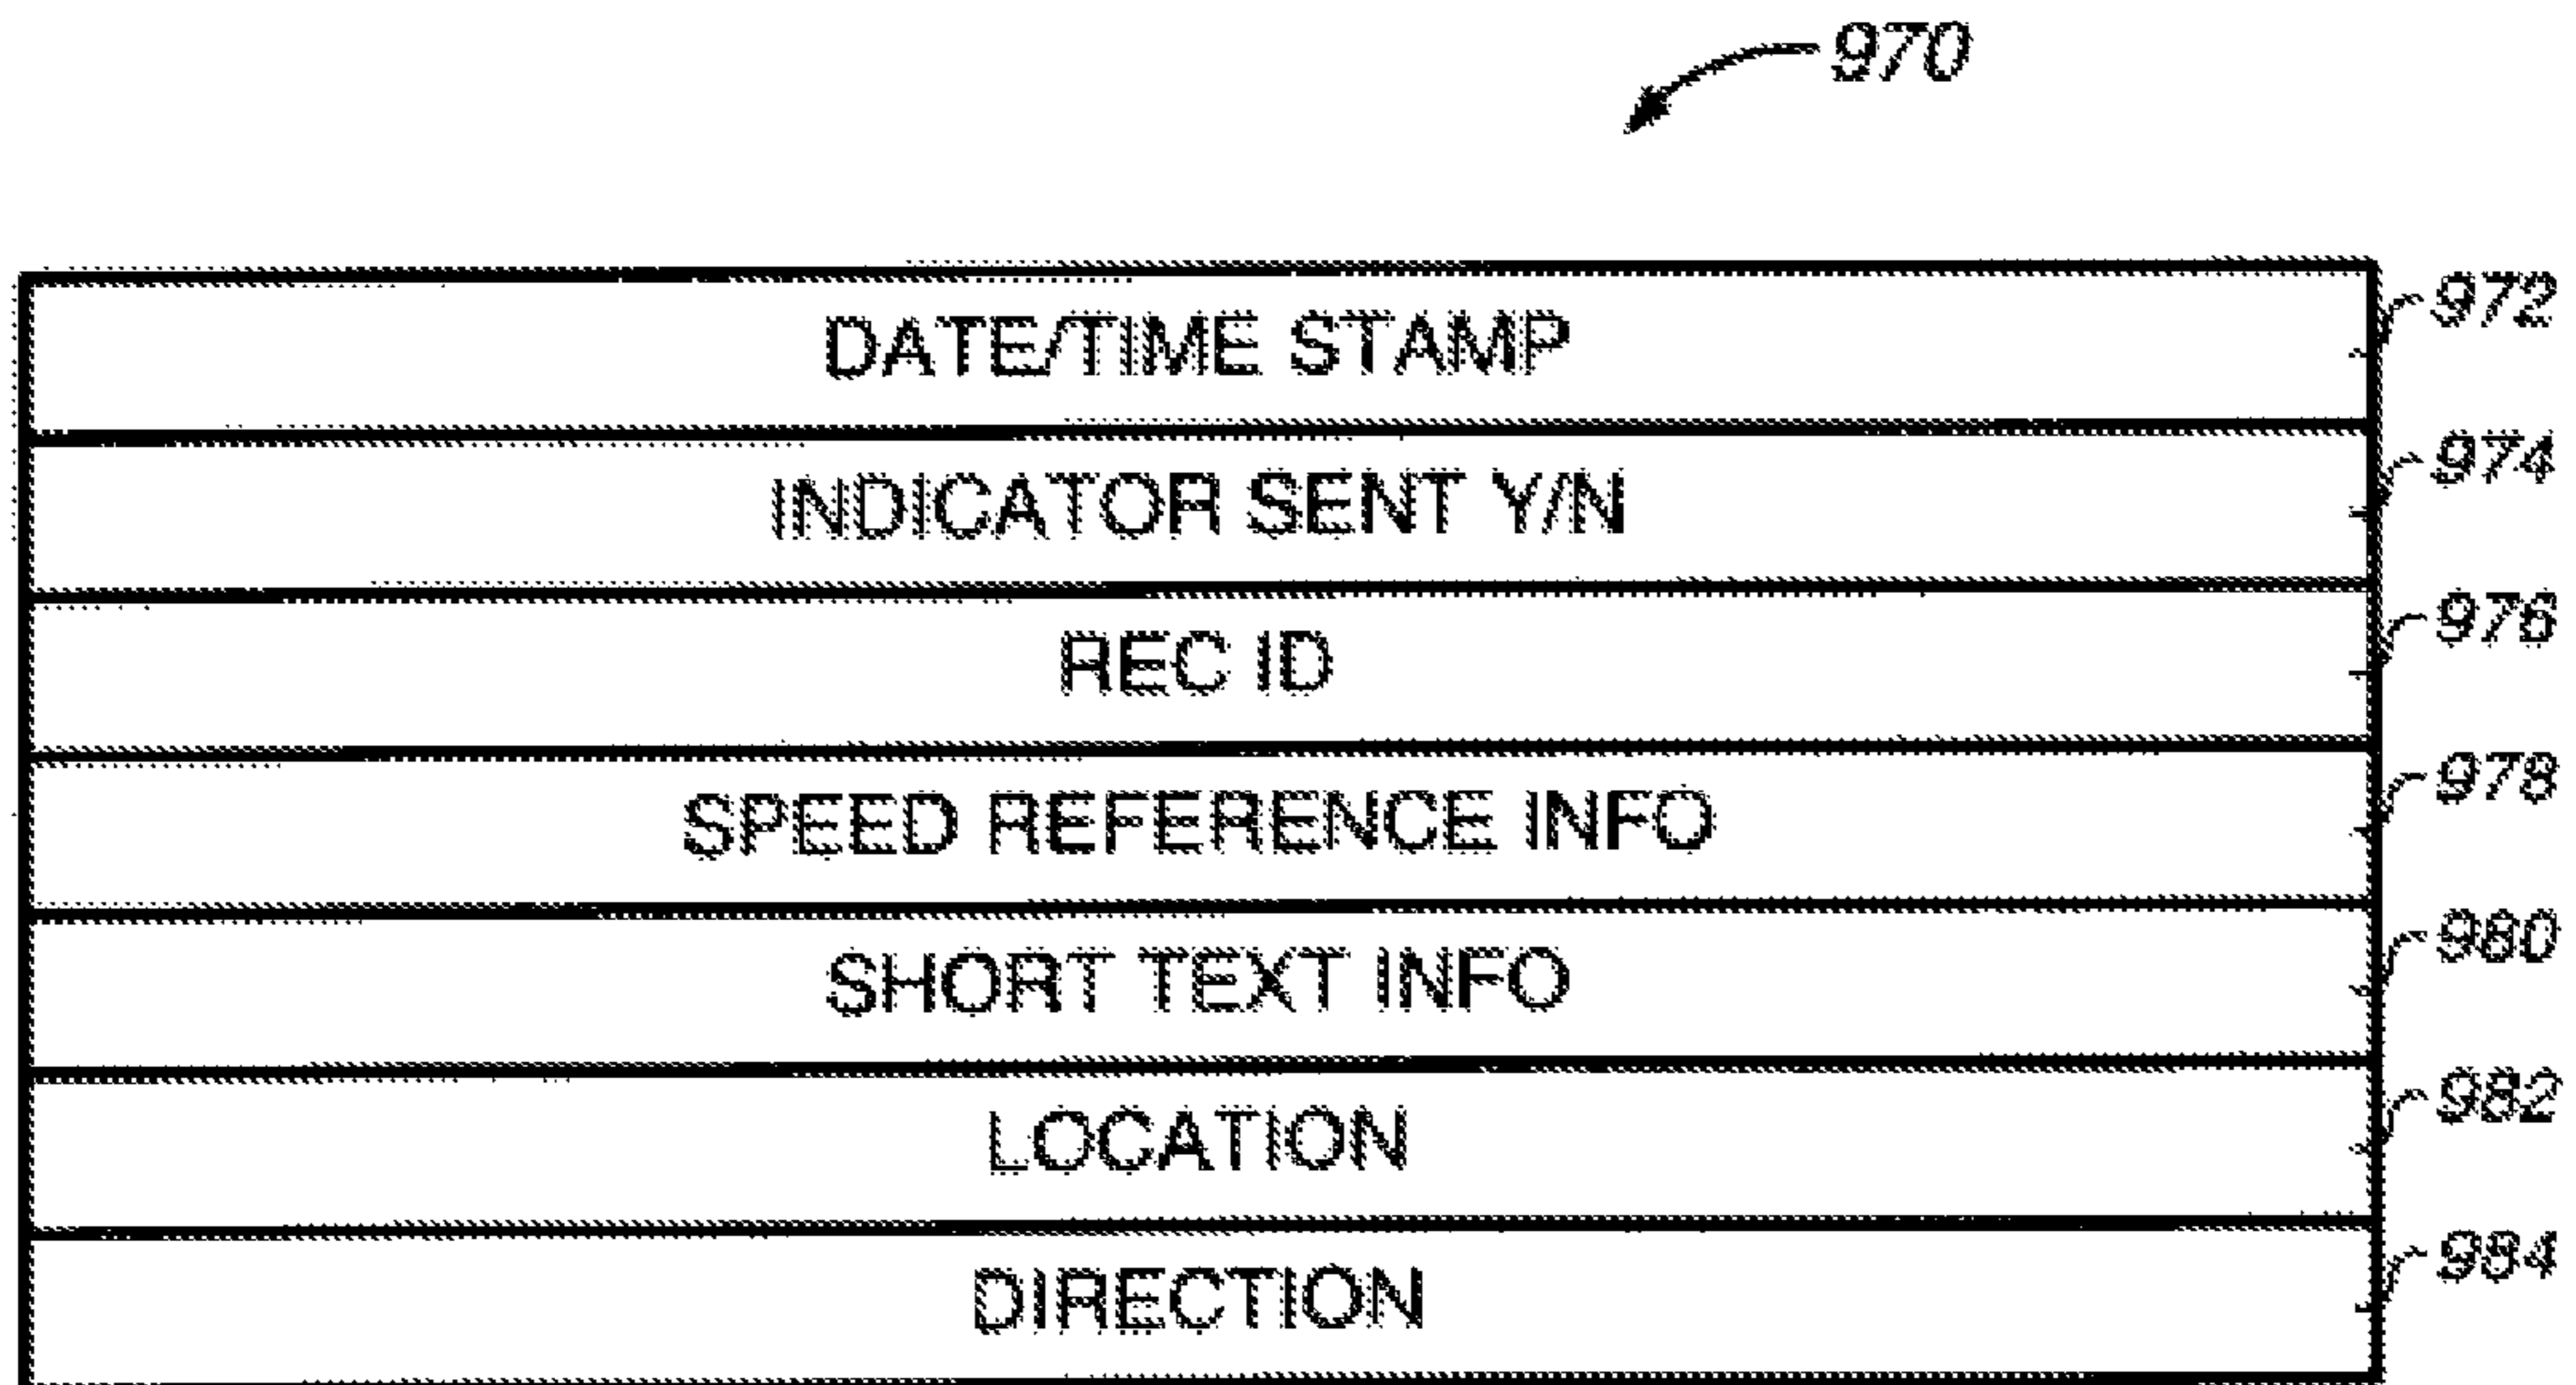 970
DATE/TIME STAMP 972
INDICATOR SENT Y/N 974
REC ID 976
SPEED REFERENCE INFO 978
SHORT TEXT INFO 980
LOCATION 982
DIRECTION 984